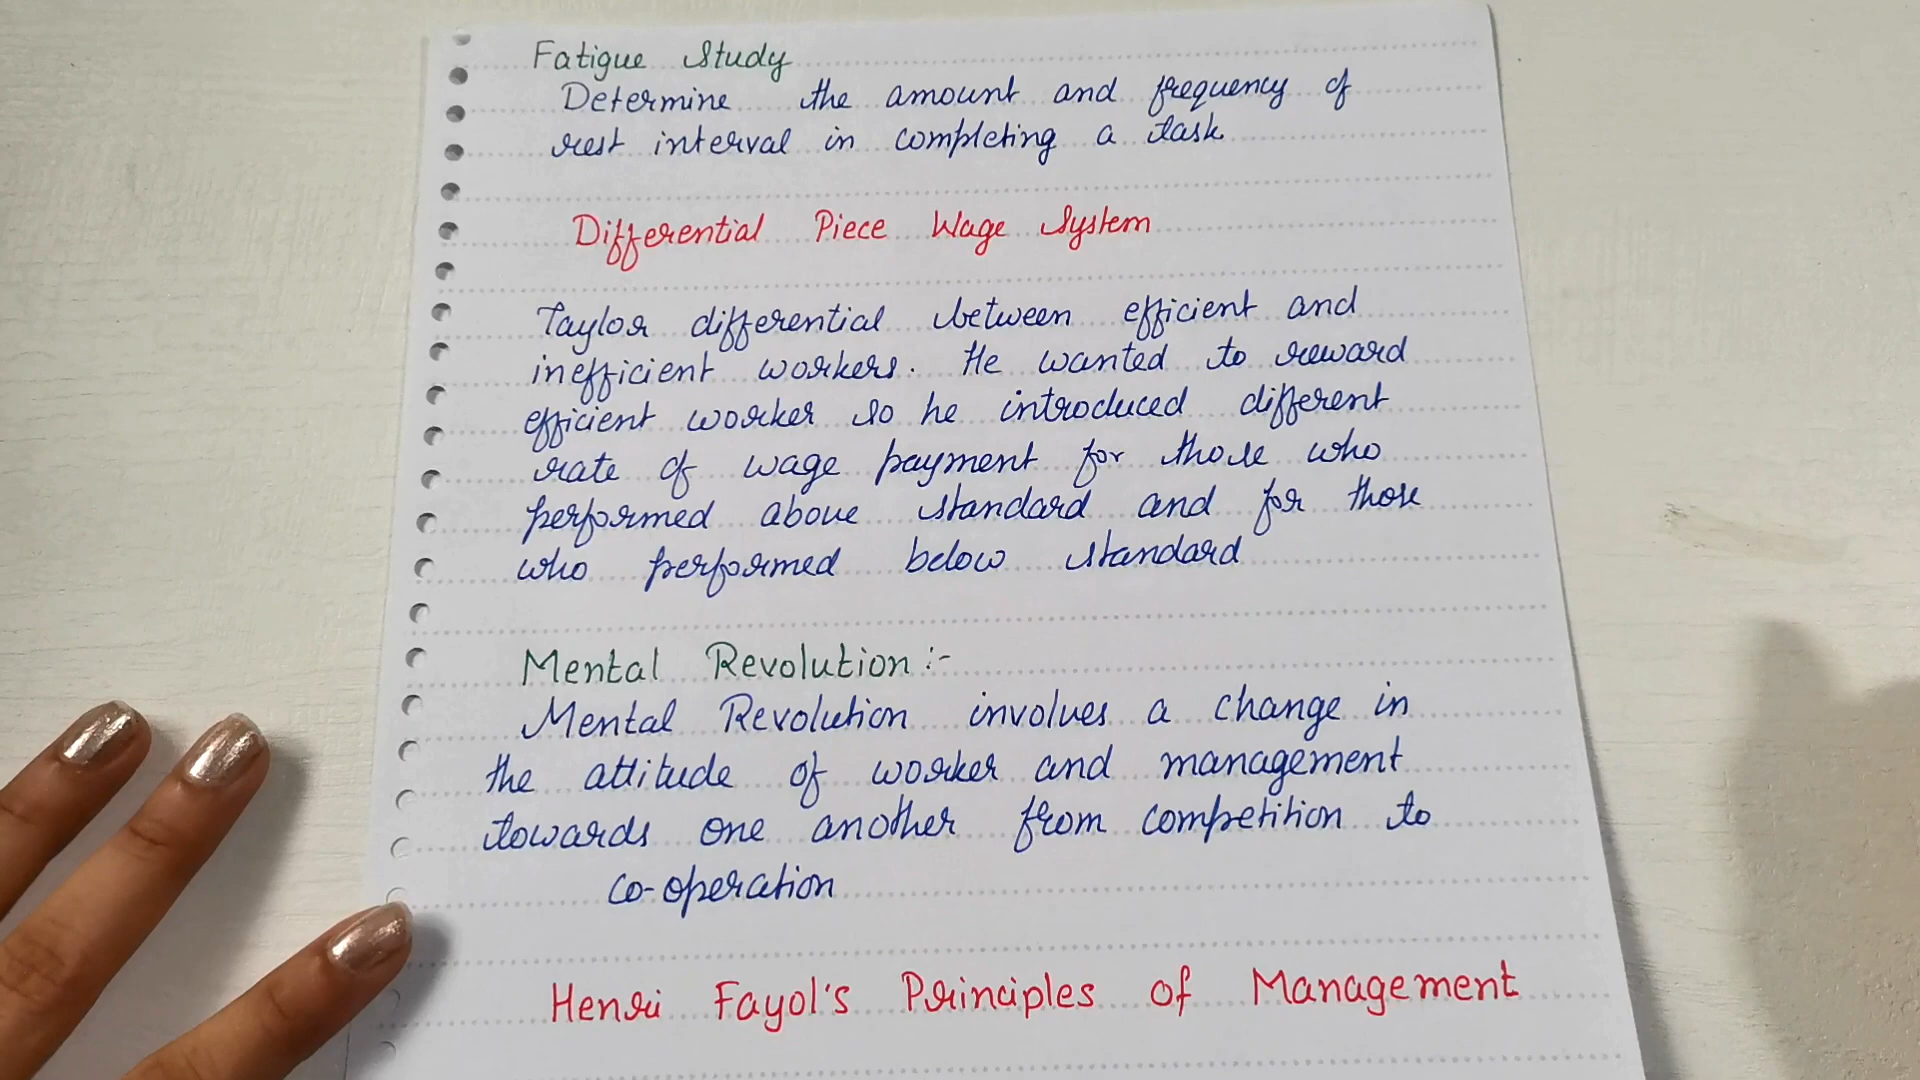 Fatigue Study
Determine the amount and frequency of
rest interval in completing a task
Differential Piece Wage System
Taylor differential between efficient and
inefficient workers. He wanted to reward
efficient worker so he introduced different
rate of wage payment for those who
performed above standard and for those
who performed below standard
Mental Revolution :-
Mental Revolution involves a change in
the attitude of worker and management
towards one another from competition to
co-operation
Henri Fayol's Principles of Management